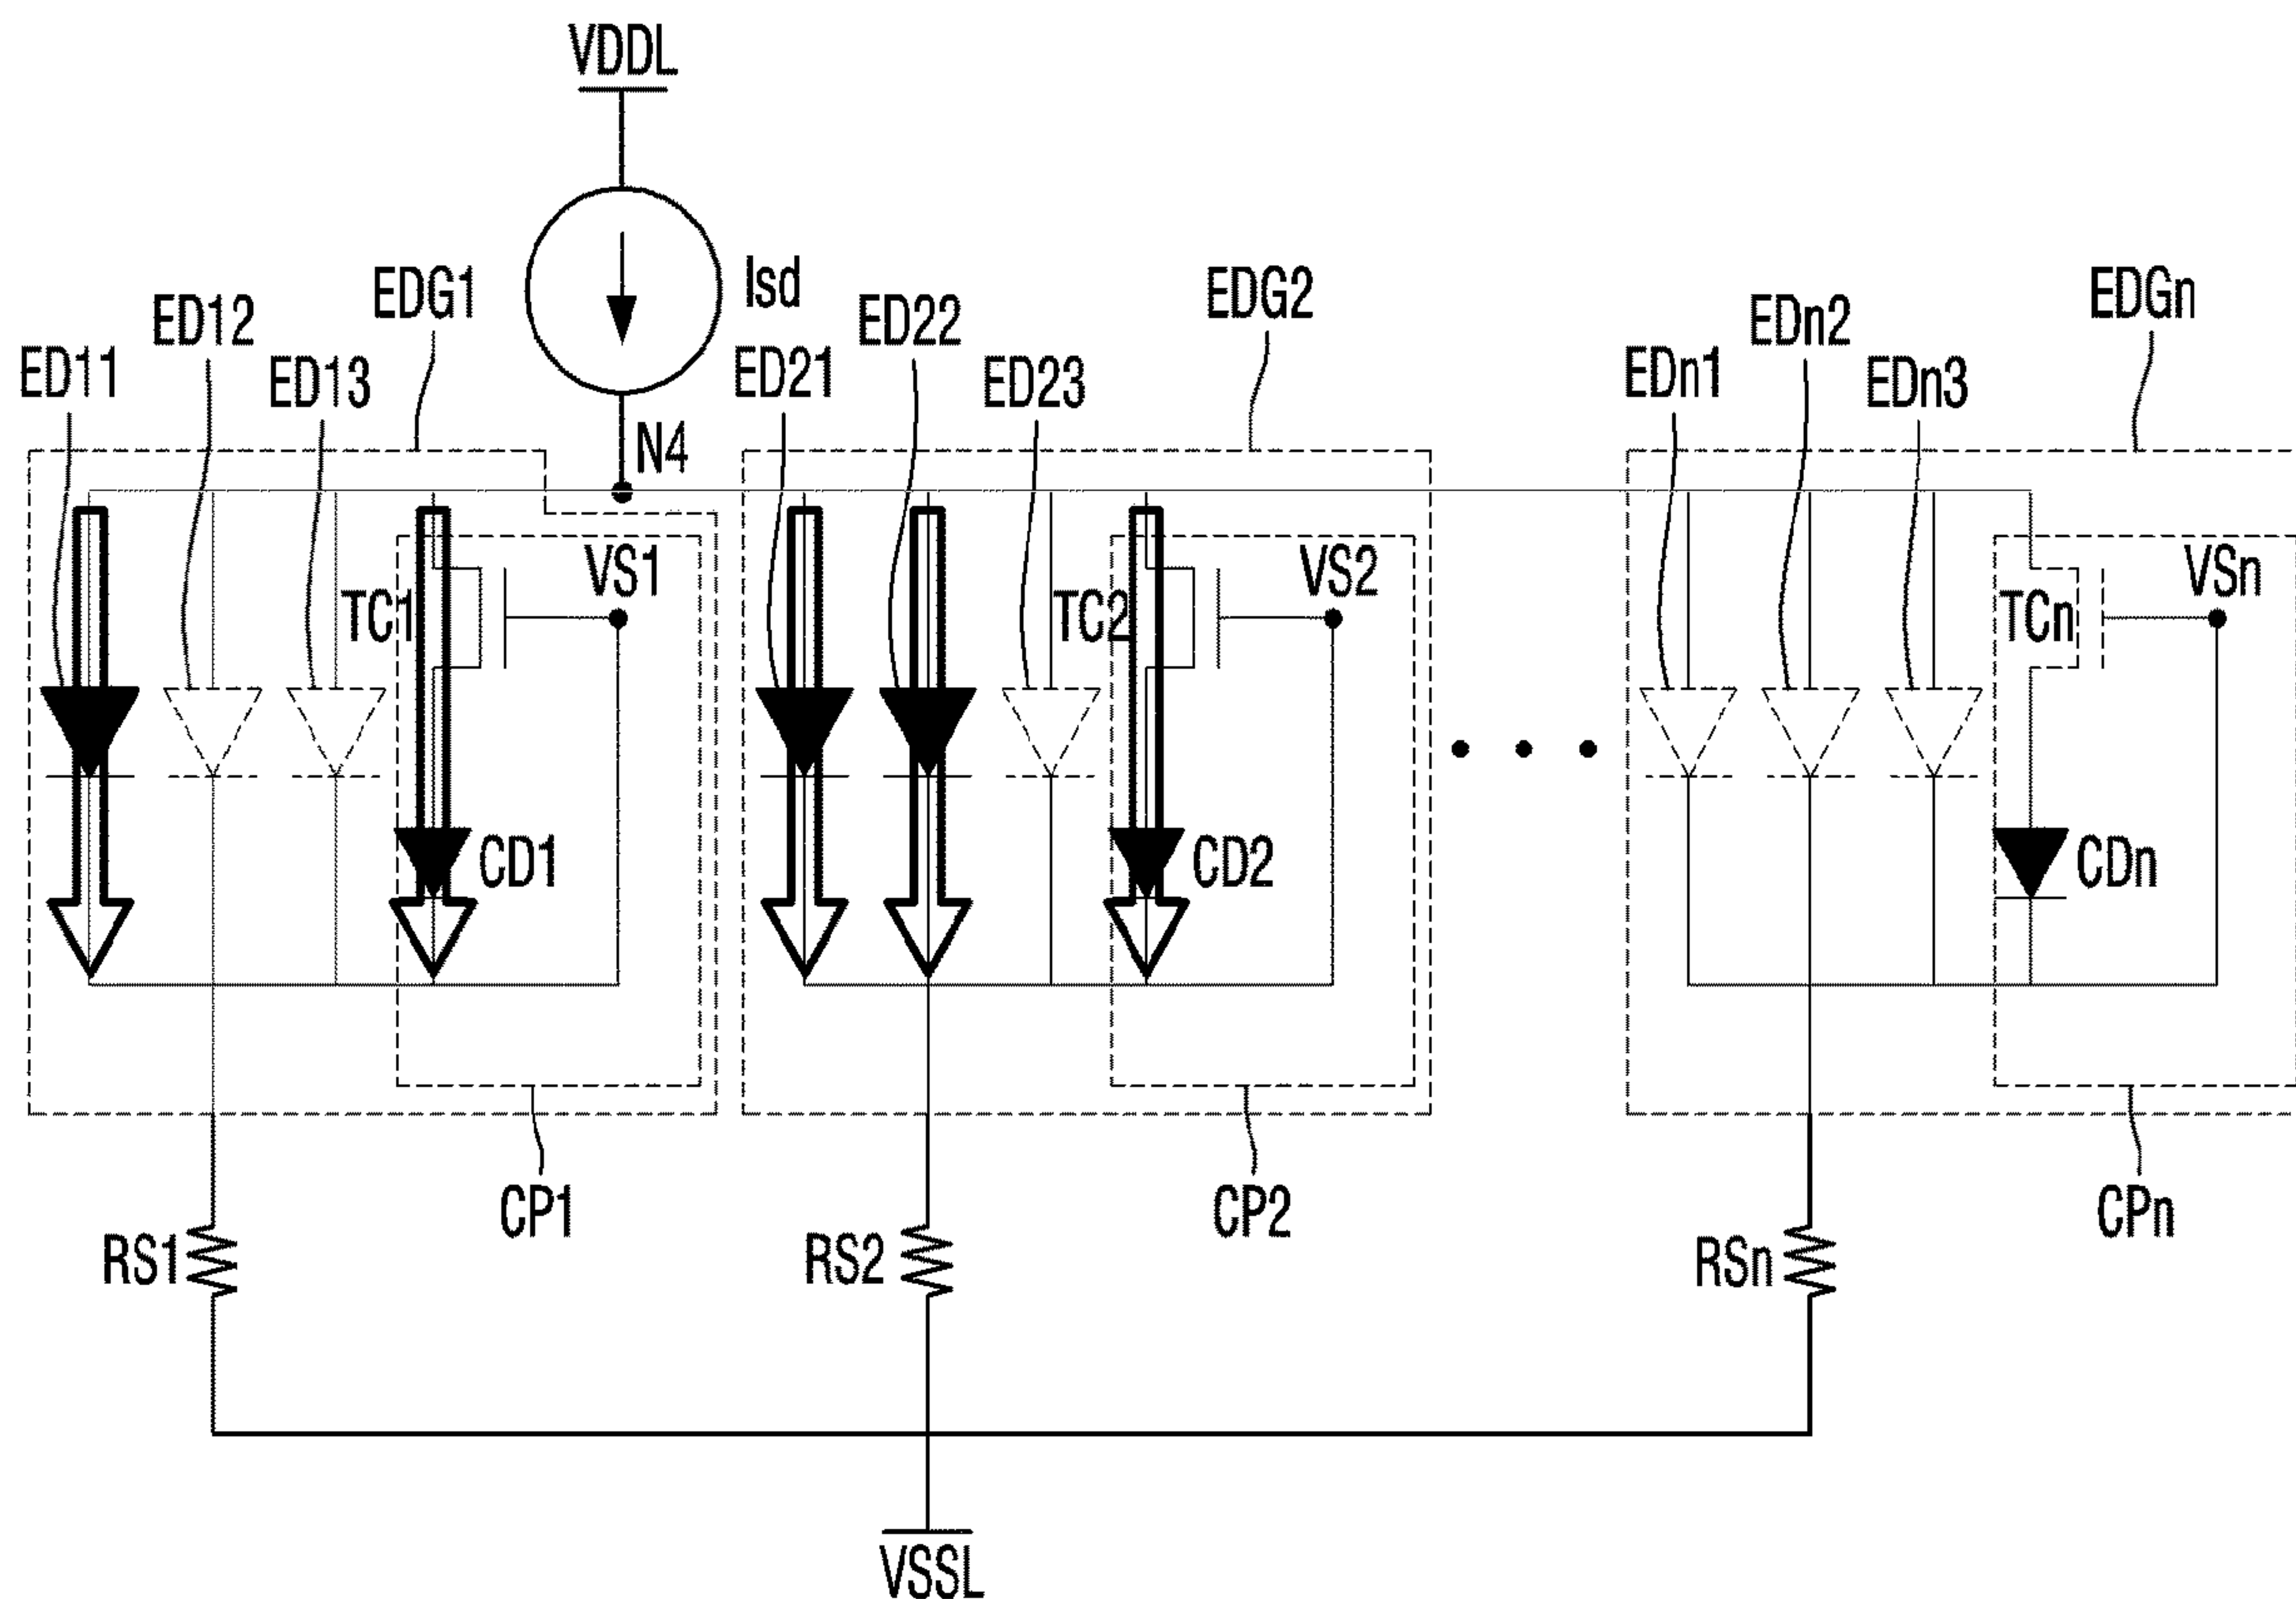 VDDL
Isd
EDG1
EDG2
EDGn
ED12
ED22
EDn2
ED11
ED13
ED21
ED23
EDn1
EDn3
N4
VS1
VS2
VSn
TC1
TC2
TCn
CD1
CD2
CDn
CP1
CP2
CPn
RS1
RS2
RSn
VSSL